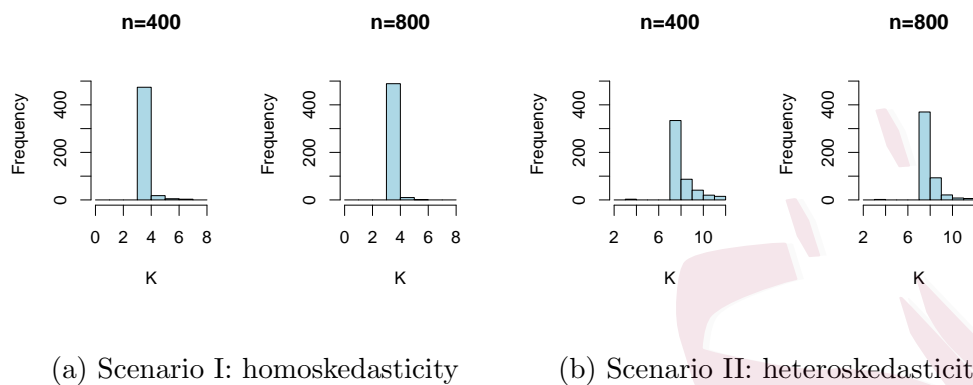 n=400
n=800
n=400
n=800
Frequency
0 200 400
0 2 4 6 8
K
Frequency
0 200 400
0 2 4 6 8
K
Frequency
0 200 400
2 6 10
K
Frequency
0 200 400
2 6 10
K
(a) Scenario I: homoskedasticity
(b) Scenario II: heteroskedasticit